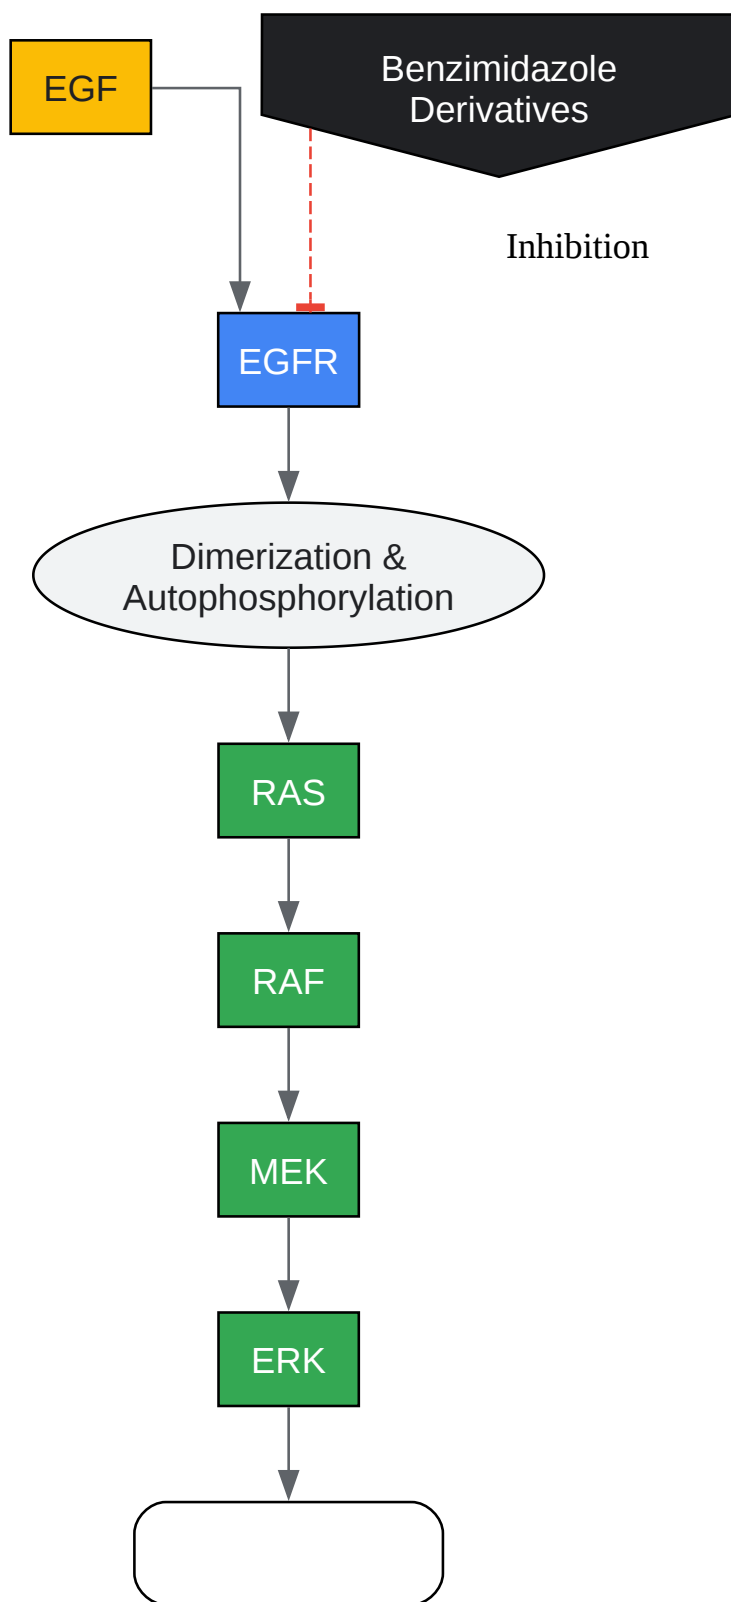 EGF
Benzimidazole
Derivatives
Inhibition
EGFR
Dimerization &
Autophosphorylation
RAS
RAF
MEK
ERK